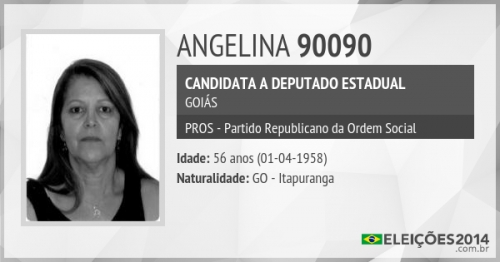 ANGELINA 90090
CANDIDATA A DEPUTADO ESTADUAL
GOIÁS
PROS - Partido Republicano da Ordem Social
Idade: 56 anos (01-04-1958)
Naturalidade: GO - Itapuranga
ELEIÇÕES2014
.com.br